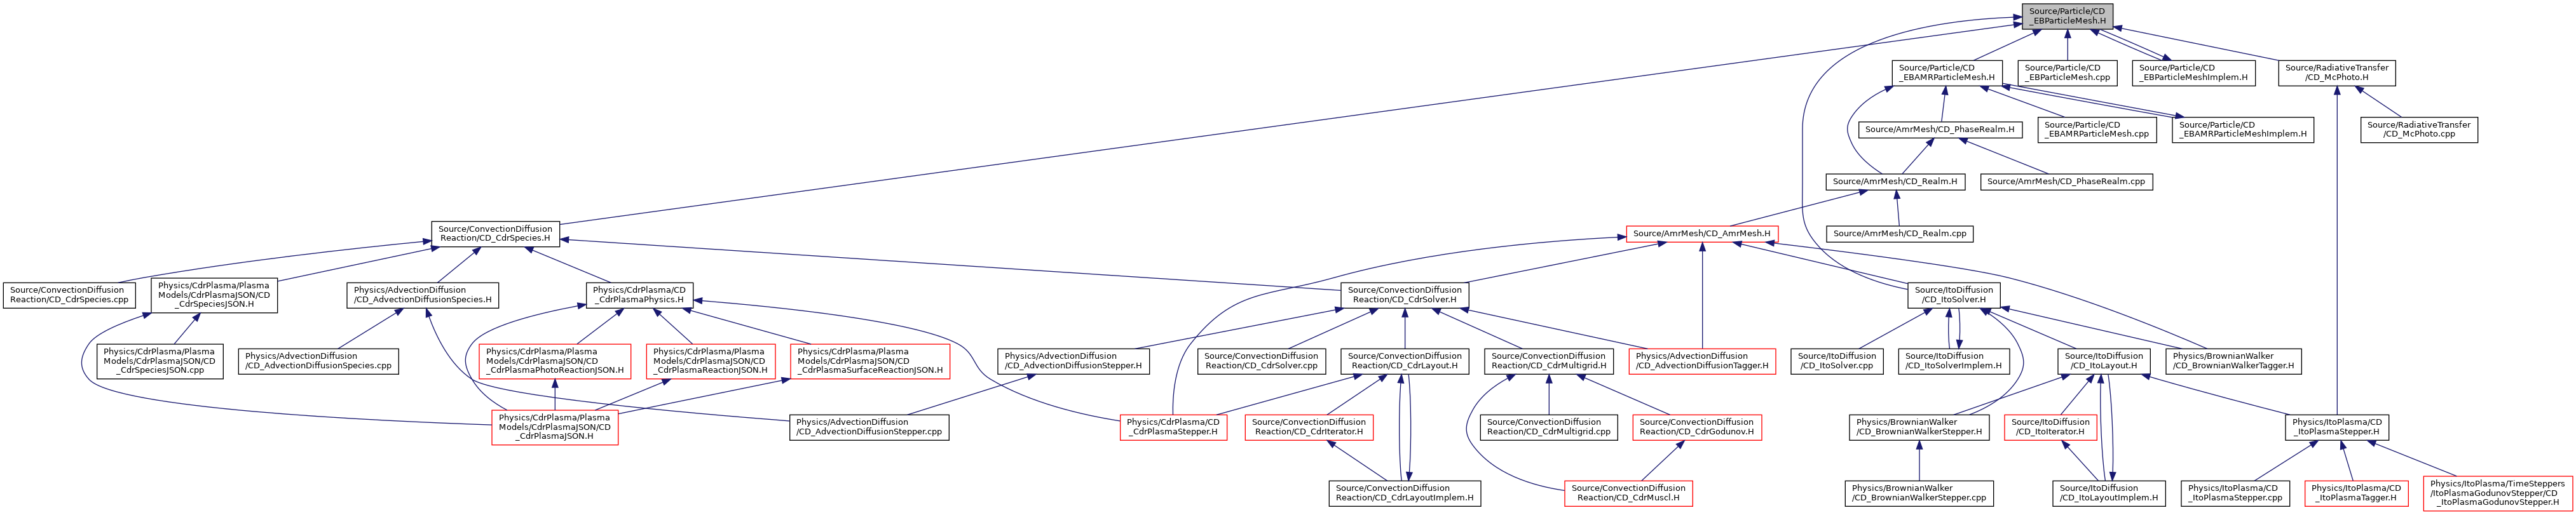 Source/Particle/CD
_EBParticleMesh.H
Source/Particle/CD
_EBAMRParticleMesh.H
Source/Particle/CD
_EBParticleMesh.cpp
Source/Particle/CD
_EBParticleMeshImplem.H
Source/RadiativeTransfer
/CD_McPhoto.H
Source/AmrMesh/CD_PhaseRealm.H
Source/Particle/CD
_EBAMRParticleMesh.cpp
Source/Particle/CD
_EBAMRParticleMeshImplem.H
Source/RadiativeTransfer
/CD_McPhoto.cpp
Source/AmrMesh/CD_Realm.H
Source/AmrMesh/CD_PhaseRealm.cpp
Source/ConvectionDiffusion
Reaction/CD_CdrSpecies.H
Source/AmrMesh/CD_AmrMesh.H
Source/AmrMesh/CD_Realm.cpp
Source/ConvectionDiffusion
Reaction/CD_CdrSpecies.cpp
Physics/CdrPlasma/Plasma
Models/CdrPlasmaJSON/CD
_CdrSpeciesJSON.H
Physics/AdvectionDiffusion
/CD_AdvectionDiffusionSpecies.H
Physics/CdrPlasma/CD
_CdrPlasmaPhysics.H
Source/ConvectionDiffusion
Reaction/CD_CdrSolver.H
Source/ItoDiffusion
/CD_ItoSolver.H
Physics/CdrPlasma/Plasma
Models/CdrPlasmaJSON/CD
_CdrSpeciesJSON.cpp
Physics/AdvectionDiffusion
/CD_AdvectionDiffusionSpecies.cpp
Physics/CdrPlasma/Plasma
Models/CdrPlasmaJSON/CD
_CdrPlasmaPhotoReactionJSON.H
Physics/CdrPlasma/Plasma
Models/CdrPlasmaJSON/CD
_CdrPlasmaReactionJSON.H
Physics/CdrPlasma/Plasma
Models/CdrPlasmaJSON/CD
_CdrPlasmaSurfaceReactionJSON.H
Physics/AdvectionDiffusion
/CD_AdvectionDiffusionStepper.H
Source/ConvectionDiffusion
Reaction/CD_CdrSolver.cpp
Source/ConvectionDiffusion
Reaction/CD_CdrLayout.H
Source/ConvectionDiffusion
Reaction/CD_CdrMultigrid.H
Physics/AdvectionDiffusion
/CD_AdvectionDiffusionTagger.H
Source/ItoDiffusion
/CD_ItoSolver.cpp
Source/ItoDiffusion
/CD_ItoSolverImplem.H
Source/ItoDiffusion
/CD_ItoLayout.H
Physics/BrownianWalker
/CD_BrownianWalkerTagger.H
Physics/CdrPlasma/Plasma
Models/CdrPlasmaJSON/CD
_CdrPlasmaJSON.H
Physics/AdvectionDiffusion
/CD_AdvectionDiffusionStepper.cpp
Physics/CdrPlasma/CD
_CdrPlasmaStepper.H
Source/ConvectionDiffusion
Reaction/CD_CdrIterator.H
Source/ConvectionDiffusion
Reaction/CD_CdrMultigrid.cpp
Source/ConvectionDiffusion
Reaction/CD_CdrGodunov.H
Physics/BrownianWalker
/CD_BrownianWalkerStepper.H
Source/ItoDiffusion
/CD_ItoIterator.H
Physics/ItoPlasma/CD
_ItoPlasmaStepper.H
Source/ConvectionDiffusion
Reaction/CD_CdrLayoutImplem.H
Source/ConvectionDiffusion
Reaction/CD_CdrMuscl.H
Physics/BrownianWalker
/CD_BrownianWalkerStepper.cpp
Source/ItoDiffusion
/CD_ItoLayoutImplem.H
Physics/ItoPlasma/CD
_ItoPlasmaStepper.cpp
Physics/ItoPlasma/CD
_ItoPlasmaTagger.H
Physics/ItoPlasma/TimeSteppers
/ItoPlasmaGodunovStepper/CD
_ItoPlasmaGodunovStepper.H